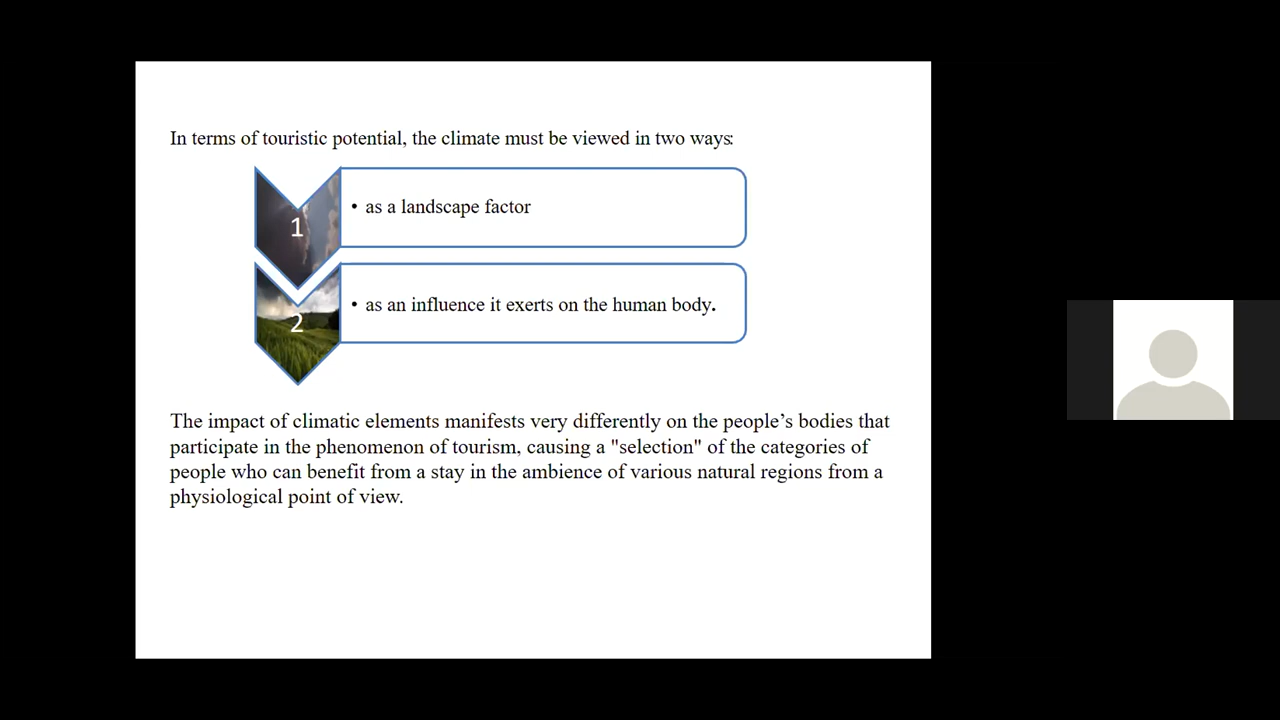 In terms of touristic potential, the climate must be viewed in two ways:
1
• as a landscape factor
2
• as an influence it exerts on the human body.
The impact of climatic elements manifests very differently on the people’s bodies that
participate in the phenomenon of tourism, causing a "selection" of the categories of
people who can benefit from a stay in the ambience of various natural regions from a
physiological point of view.